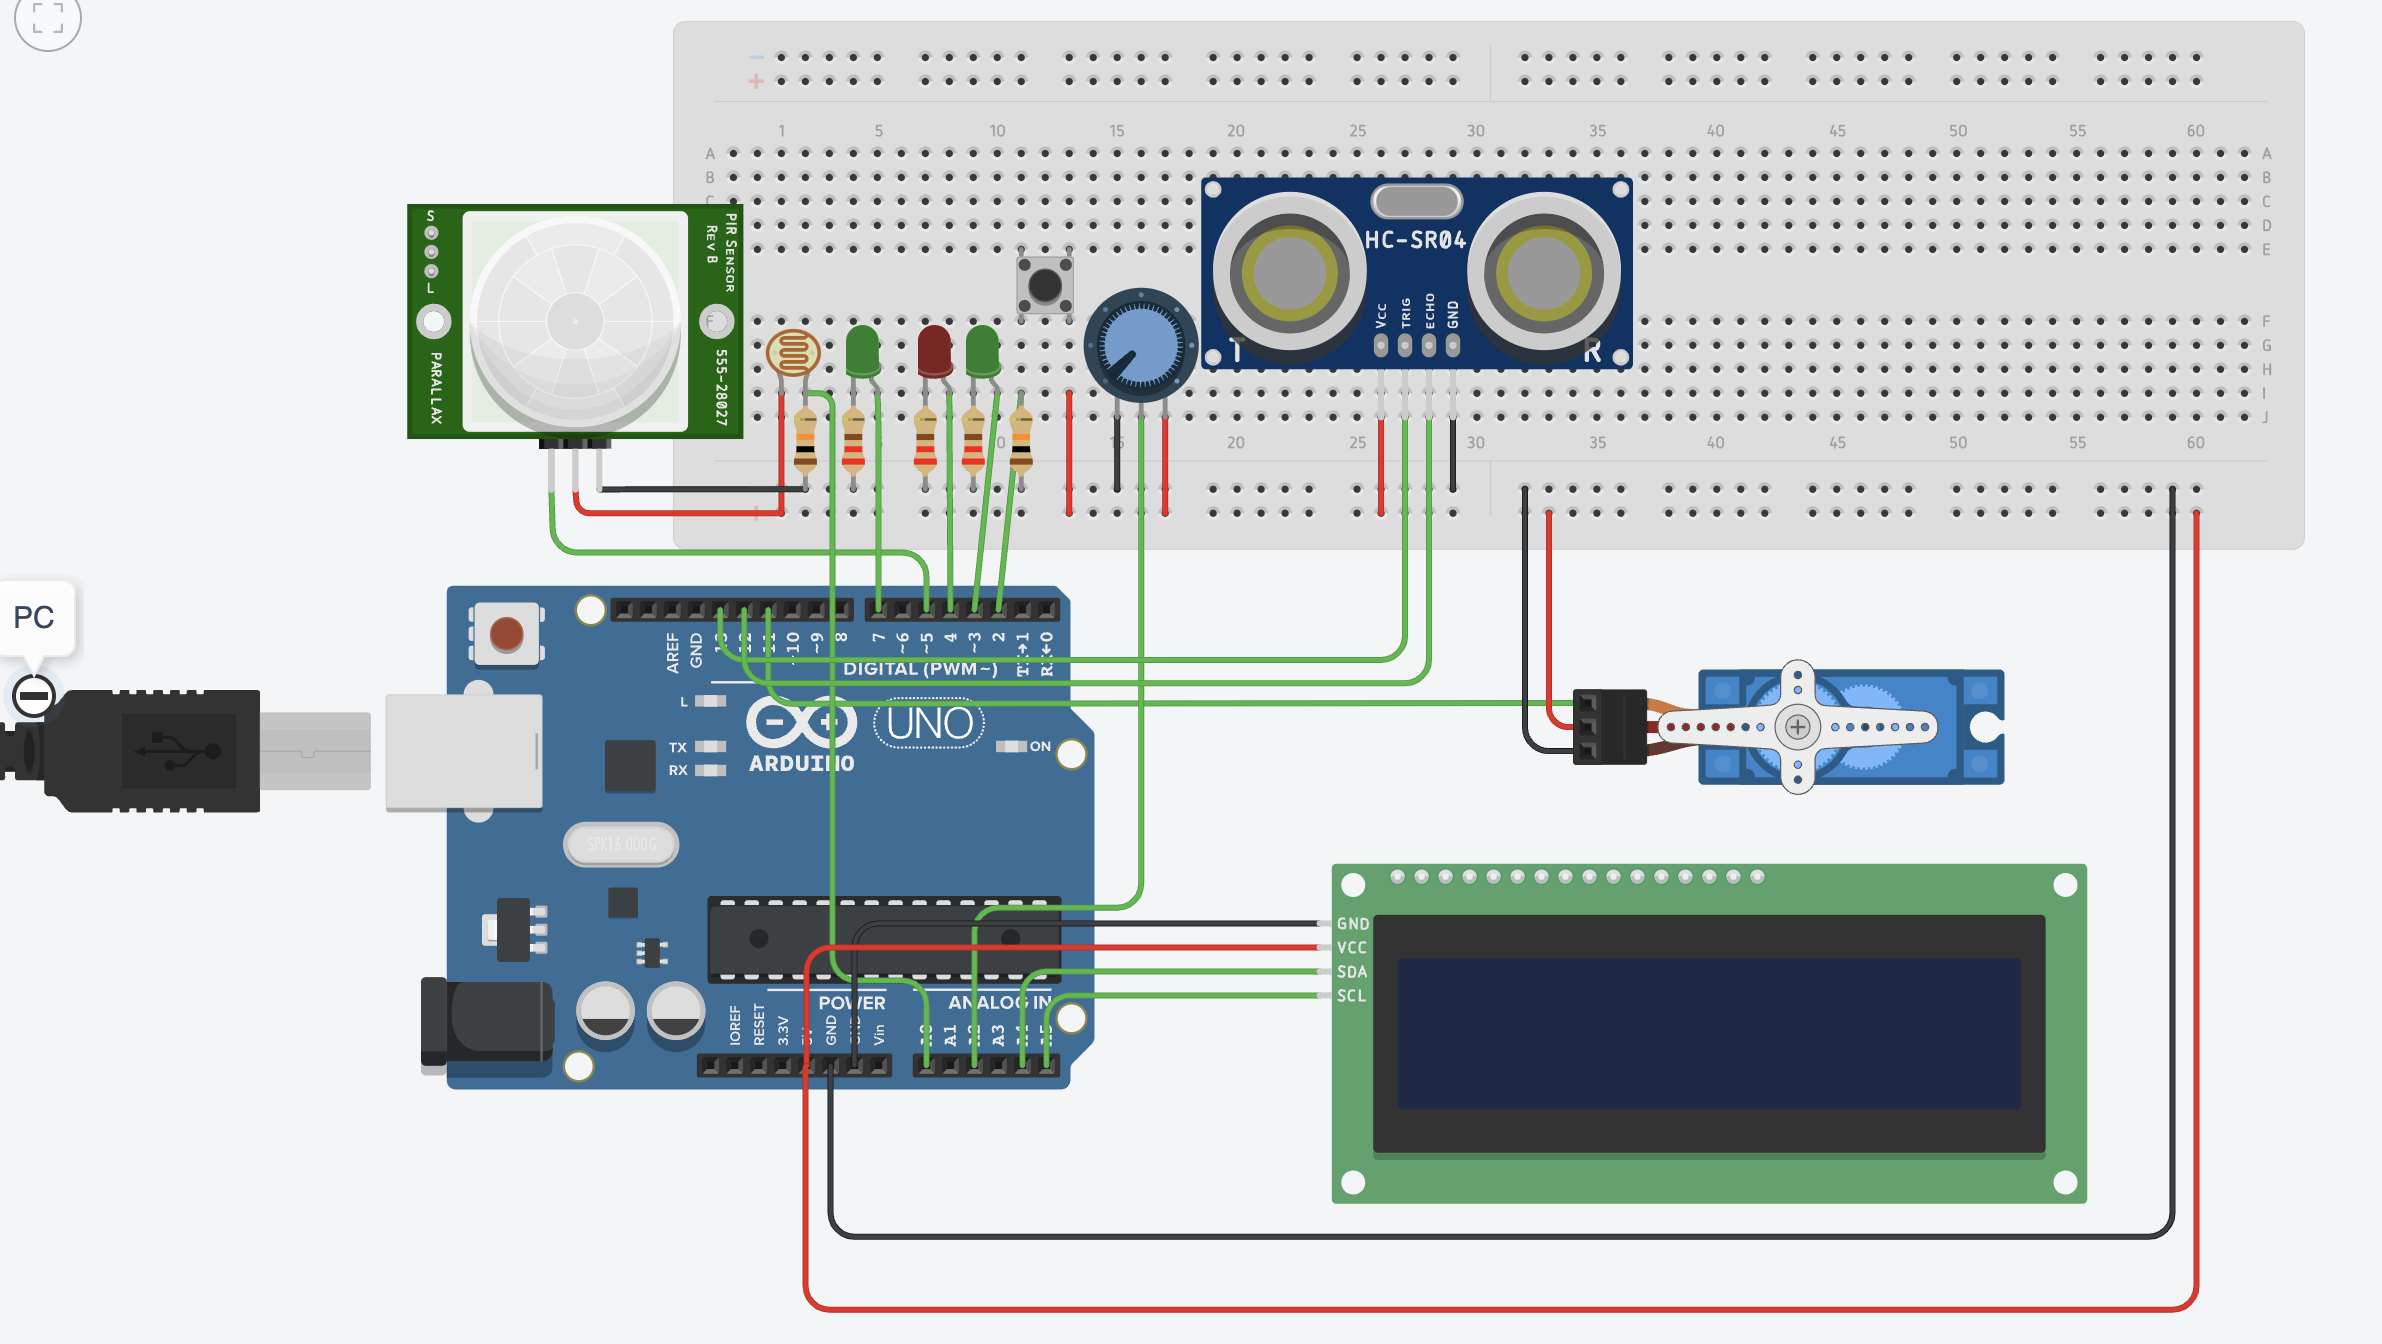 − 
+
1 5 10 15 20 25 30 35 40 45 50 55 60
A A
B B
C C
D D
E E
F F
G G
H H
I I
J J
15 20 25 30 35 40 45 50 55 60
S
L
PIR SENSOR
REV B
PARALLAX
555-28027
HC-SR04
VCC
TRIG
ECHO
GND
T R
PC
AREF
GND
13
12
11
~10
~9
8
7
~6
~5
4
~3
2
TX→1
RX←0
DIGITAL (PWM ~)
L
TX
RX
ARDUINO
UNO
ON
SPK16.000G
POWER
ANALOG IN
IOREF
RESET
3.3V
5V
GND
GND
Vin
A0
A1
A2
A3
A4
A5
GND
VCC
SDA
SCL